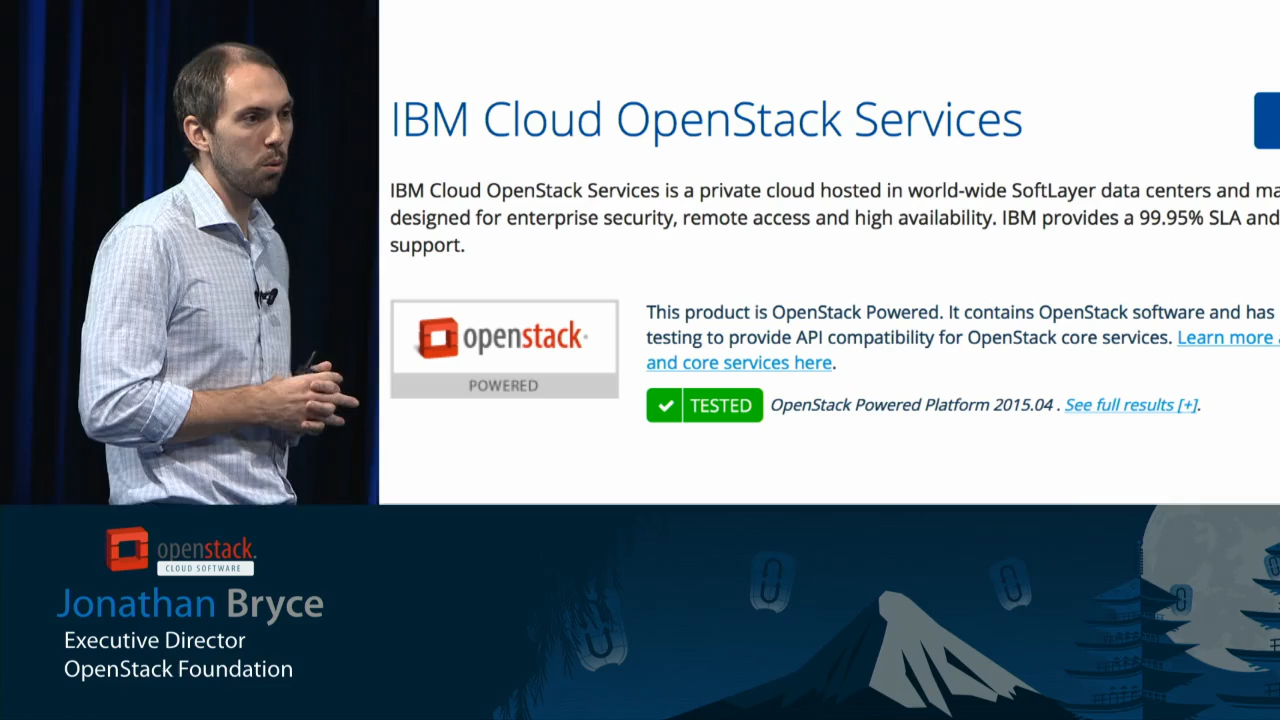 IBM Cloud OpenStack Services
IBM Cloud OpenStack Services is a private cloud hosted in world-wide SoftLayer data centers and
designed for enterprise security, remote access and high availability. IBM provides a 99.95% SLA and
support.
openstack
POWERED
This product is OpenStack Powered. It contains OpenStack software and has
testing to provide API compatibility for OpenStack core services. Learn more
and core services here.
TESTED
OpenStack Powered Platform 2015.04 . See full results [+].
openstack.
CLOUD SOFTWARE
Jonathan Bryce
Executive Director
OpenStack Foundation